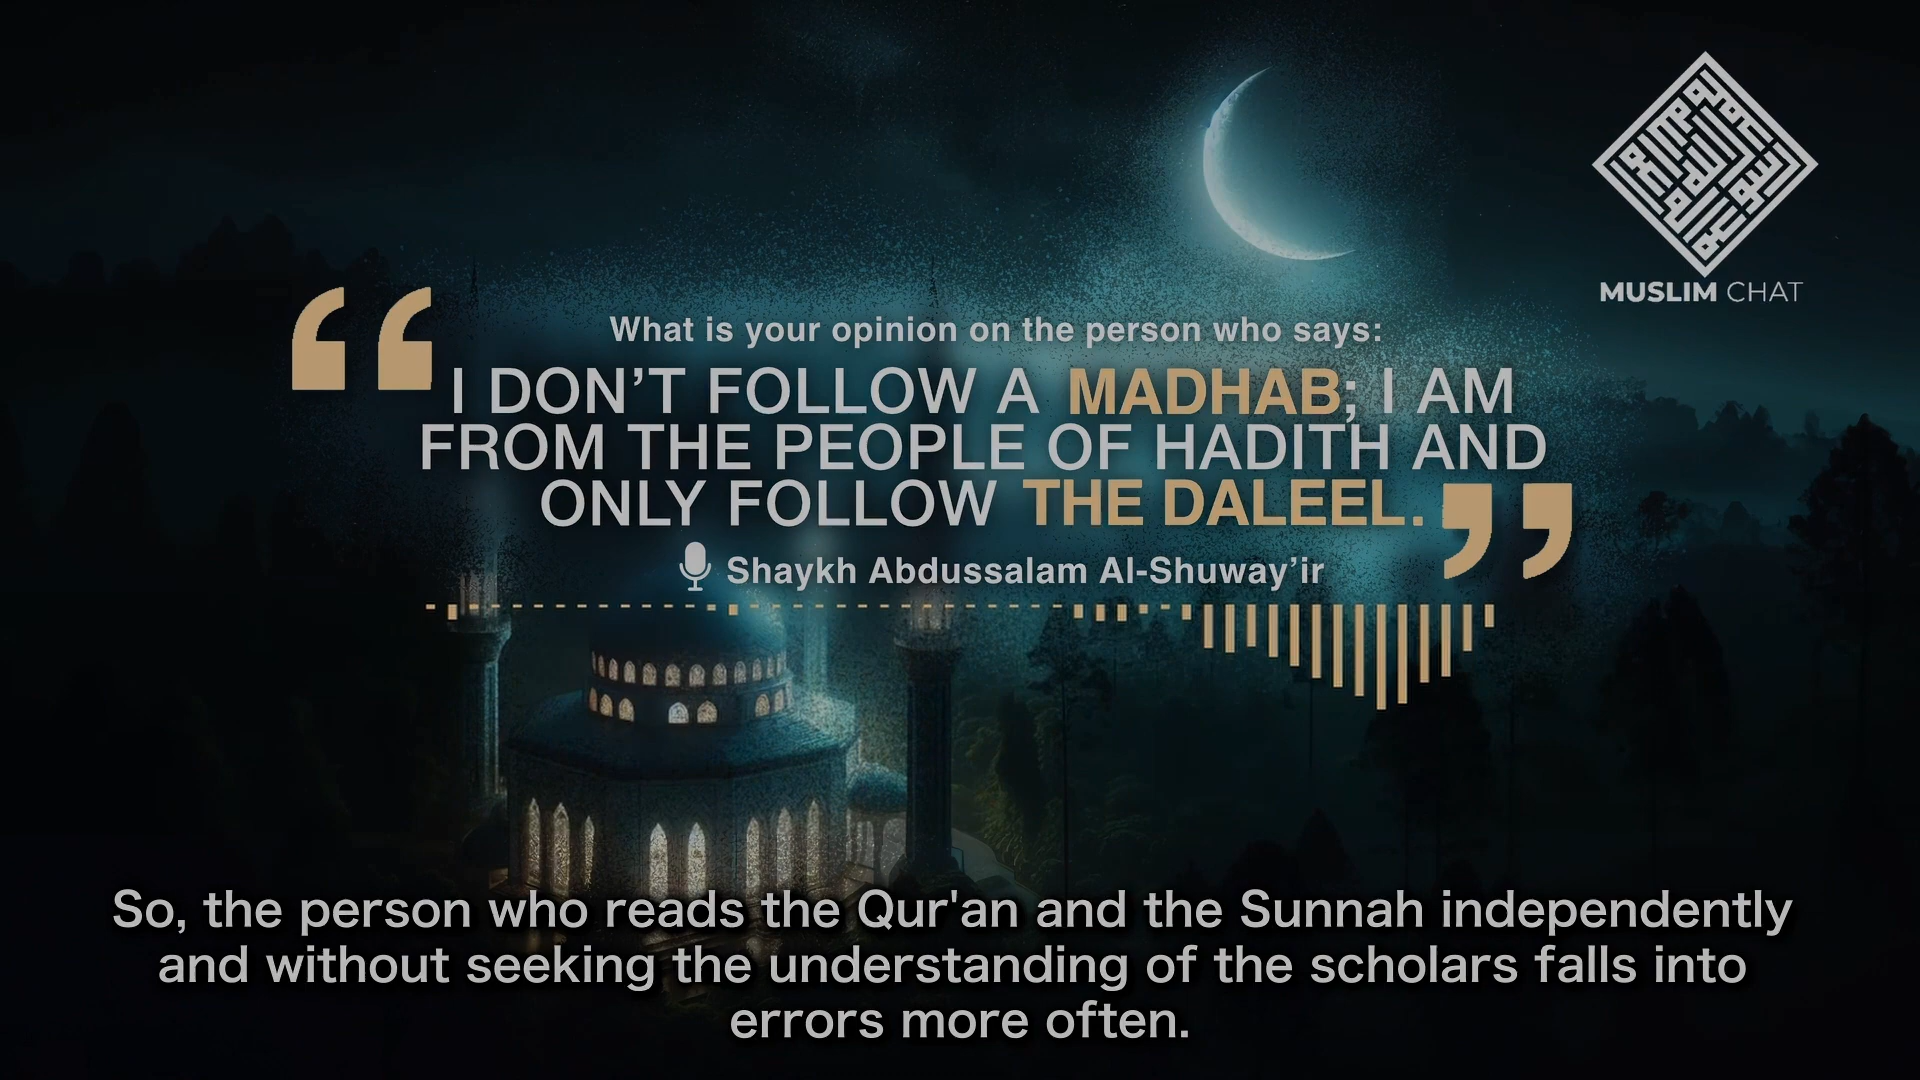 MUSLIM CHAT
What is your opinion on the person who says:
I DON’T FOLLOW A MADHAB; I AM
FROM THE PEOPLE OF HADITH AND
ONLY FOLLOW THE DALEEL.
Shaykh Abdussalam Al-Shuway’ir
So, the person who reads the Qur'an and the Sunnah independently
and without seeking the understanding of the scholars falls into
errors more often.